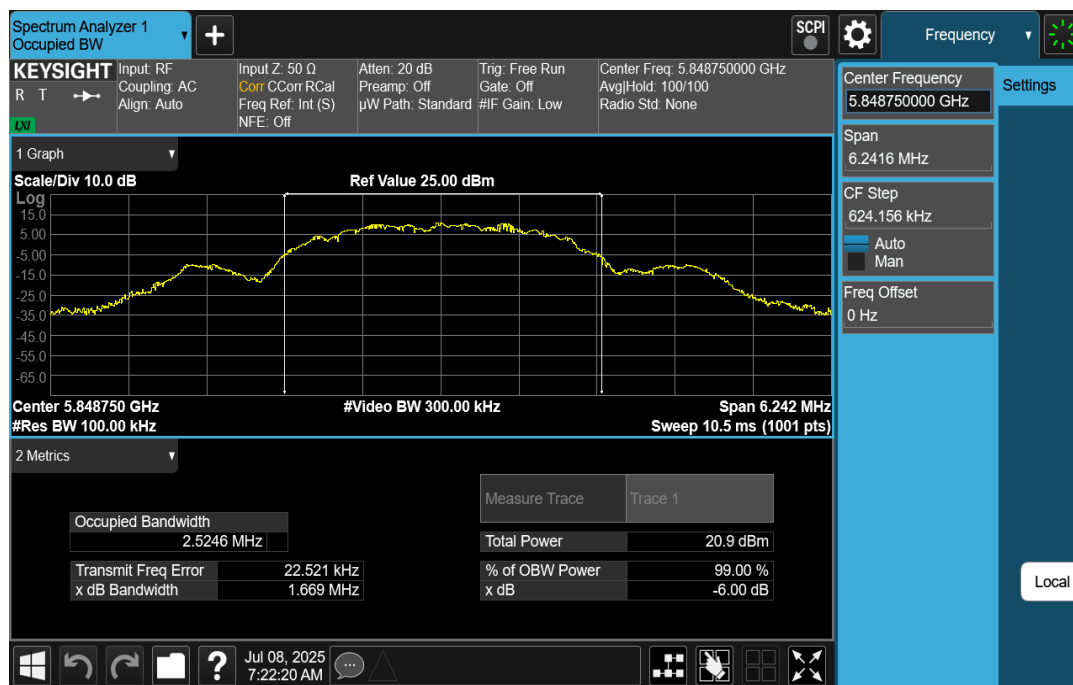 Spectrum Analyzer 1
Occupied BW
SCPI
Frequency
KEYSIGHT
R T
LXI
Input: RF
Coupling: AC
Align: Auto
Input Z: 50 Ω
Corr CCorr RCal
Freq Ref: Int (S)
NFE: Off
Atten: 20 dB
Preamp: Off
µW Path: Standard
Trig: Free Run
Gate: Off
#IF Gain: Low
Center Freq: 5.848750000 GHz
Avg|Hold: 100/100
Radio Std: None
Center Frequency
5.848750000 GHz
Settings
Span
6.2416 MHz
CF Step
624.156 kHz
Auto
Man
Freq Offset
0 Hz
1 Graph
Scale/Div 10.0 dB
Ref Value 25.00 dBm
Log
15.0
5.00
-5.00
-15.0
-25.0
-35.0
-45.0
-55.0
-65.0
Center 5.848750 GHz
#Video BW 300.00 kHz
Span 6.242 MHz
#Res BW 100.00 kHz
Sweep 10.5 ms (1001 pts)
2 Metrics
Measure Trace Trace 1
Occupied Bandwidth
2.5246 MHz
Total Power 20.9 dBm
Transmit Freq Error 22.521 kHz
% of OBW Power 99.00 %
x dB Bandwidth 1.669 MHz
x dB -6.00 dB
Local
?
Jul 08, 2025
7:22:20 AM